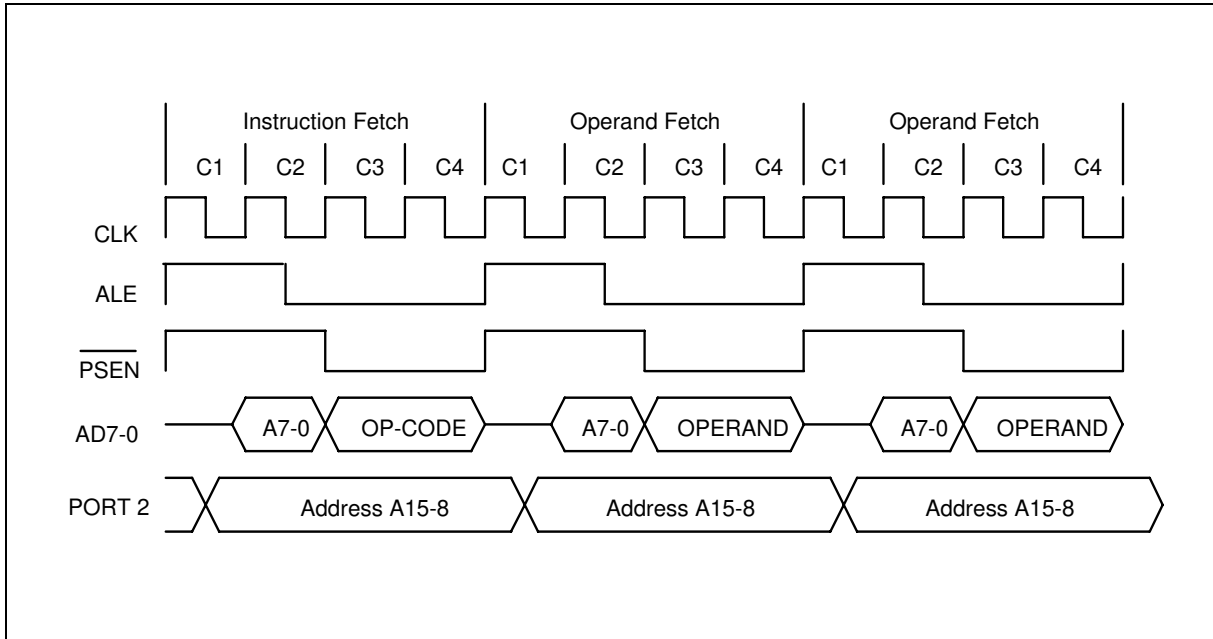 Instruction Fetch Operand Fetch Operand Fetch
C1 C2 C3 C4 C1 C2 C3 C4 C1 C2 C3 C4
CLK
ALE
PSEN
AD7-0 A7-0 OP-CODE A7-0 OPERAND A7-0 OPERAND
PORT 2 Address A15-8 Address A15-8 Address A15-8